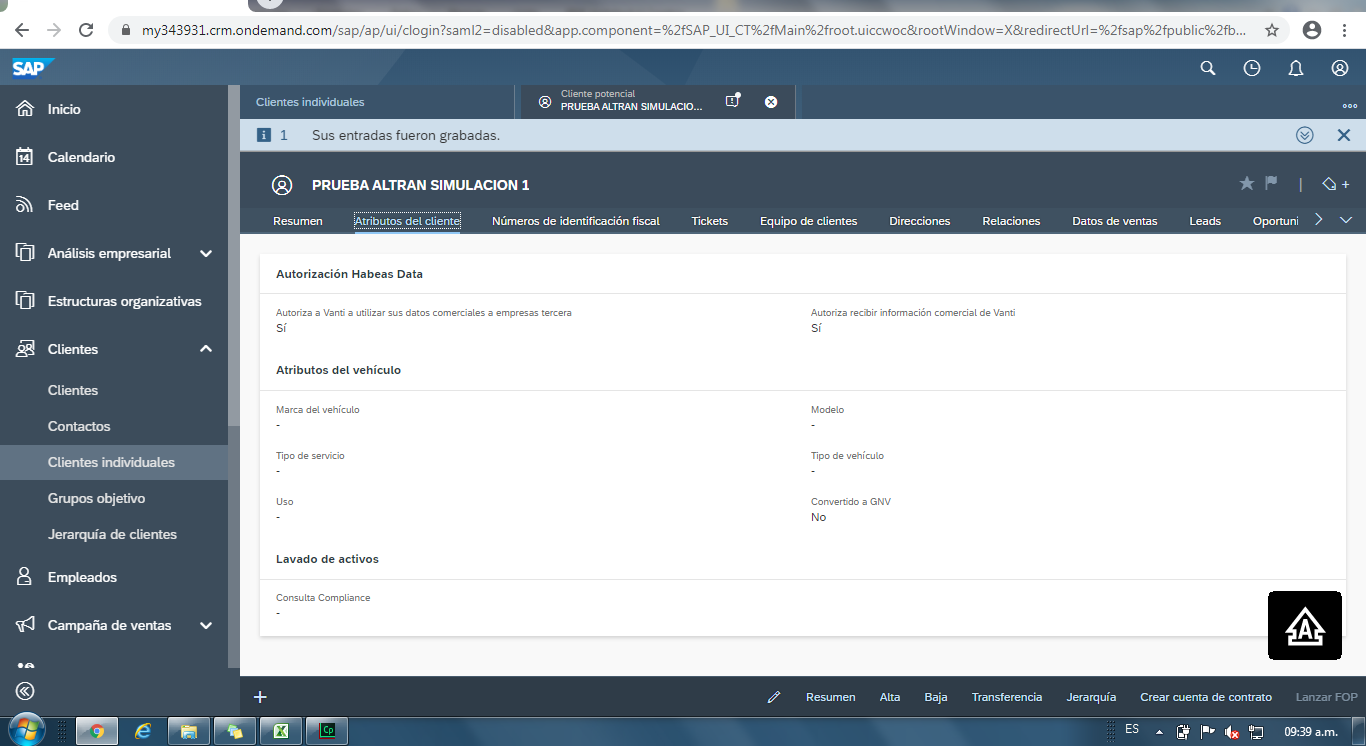 my343931.crm.ondemand.com/sap/ap/ui/clogin?saml2=disabled&app.component=%2fSAP_UI_CT%2fMain%2froot.uiccwoc&rootWindow=X&redirectUrl=%2fsap%2fpublic%2fb...
SAP
Inicio
14
Calendario
Feed
Análisis empresarial
Estructuras organizativas
Clientes
Clientes
Contactos
Clientes individuales
Grupos objetivo
Jerarquía de clientes
Empleados
Campaña de ventas
Clientes individuales
Cliente potencial
PRUEBA ALTRAN SIMULACIO...
1 Sus entradas fueron grabadas.
PRUEBA ALTRAN SIMULACION 1
Resumen Atributos del cliente Números de identificación fiscal Tickets Equipo de clientes Direcciones Relaciones Datos de ventas Leads Oportuni
Autorización Habeas Data
Autoriza a Vanti a utilizar sus datos comerciales a empresas tercera Autoriza recibir información comercial de Vanti
Sí Sí
Atributos del vehículo
Marca del vehículo Modelo
- -
Tipo de servicio Tipo de vehículo
- -
Uso Convertido a GNV
- No
Lavado de activos
Consulta Compliance
-
A
+ Resumen Alta Baja Transferencia Jerarquía Crear cuenta de contrato Lanzar FOP
Cp
ES
09:39 a.m.